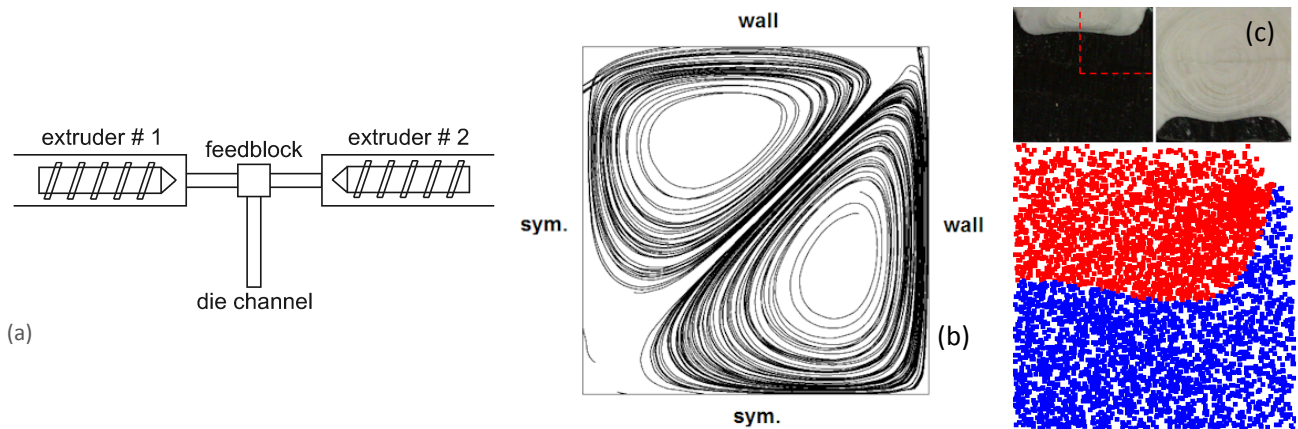 extruder # 1
feedblock
extruder # 2
die channel
(a)
wall
sym.
wall
sym.
(b)
(c)